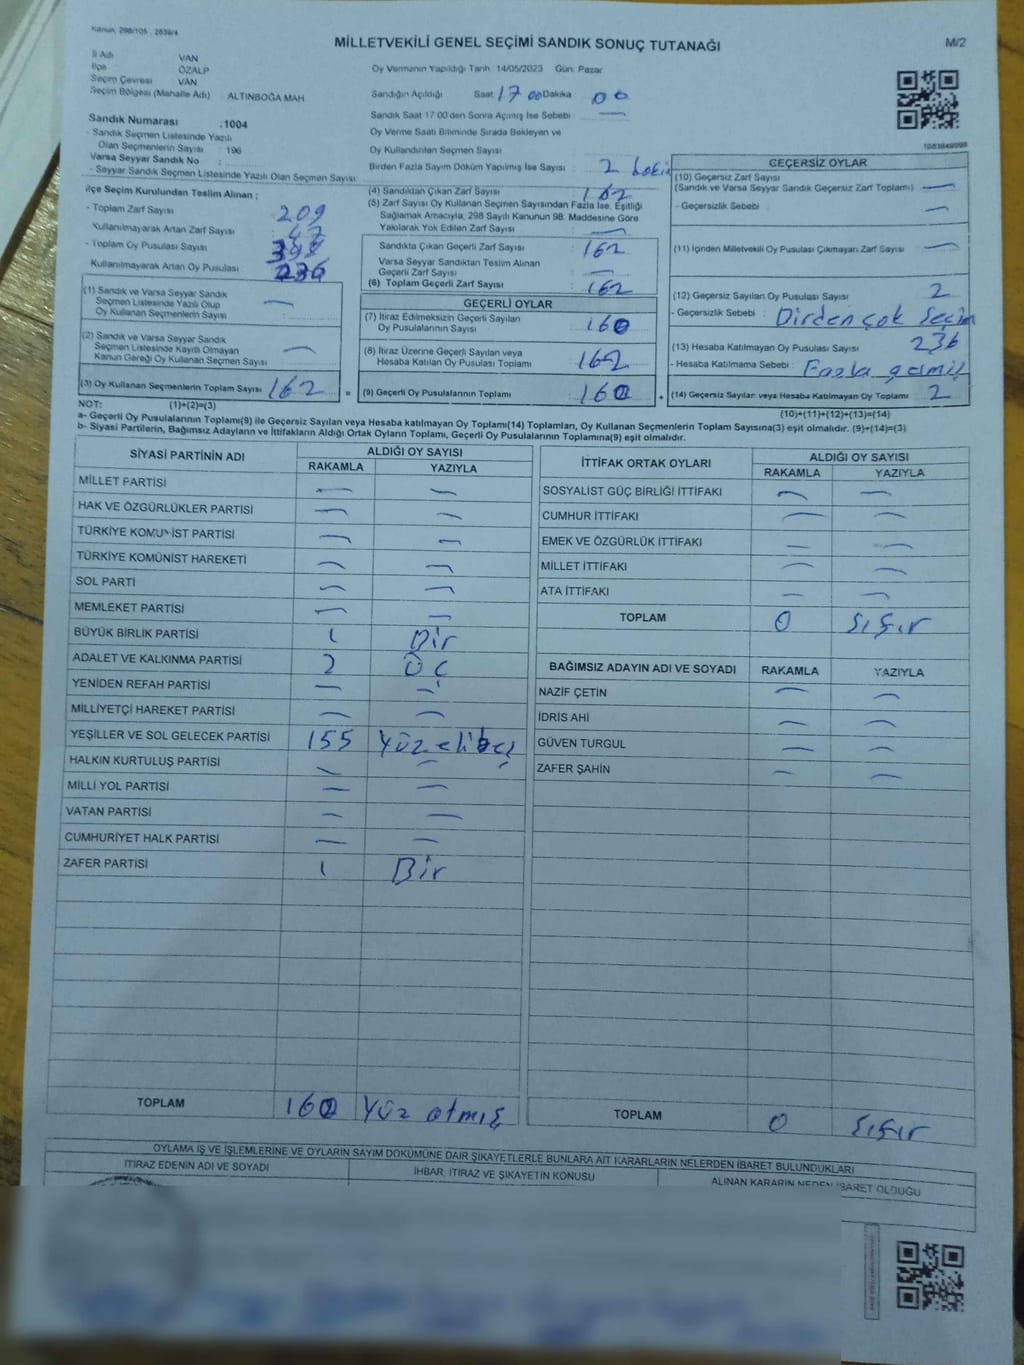 Kanun: 298/105 , 2839/4
MİLLETVEKİLİ GENEL SEÇİMİ SANDIK SONUÇ TUTANAĞI
M/2
İl Adı VAN
İlçe ÖZALP
Seçim Çevresi VAN
Seçim Bölgesi (Mahalle Adı) ALTINBOĞA MAH
Sandık Numarası :1004
- Sandık Seçmen Listesinde Yazılı
Olan Seçmenlerin Sayısı : 196
Varsa Seyyar Sandık No :
- Seyyar Sandık Seçmen Listesinde Yazılı Olan Seçmen Sayısı:
Oy Vermenin Yapıldığı Tarih: 14/05/2023 Gün: Pazar
Sandığın Açıldığı Saat: 17 00 Dakika 00
Sandık Saat 17:00'den Sonra Açılmış İse Sebebi : —
Oy Verme Saati Bitiminde Sırada Bekleyen ve
Oy Kullandırılan Seçmen Sayısı
Birden Fazla Sayım Döküm Yapılmış İse Sayısı : 2
1083849098
İlçe Seçim Kurulundan Teslim Alınan ;
- Toplam Zarf Sayısı 209
Kullanılmayarak Artan Zarf Sayısı : 47
- Toplam Oy Pusulası Sayısı 398
Kullanılmayarak Artan Oy Pusulası 236
(1) Sandık ve Varsa Seyyar Sandık
Seçmen Listesinde Yazılı Olup
Oy Kullanan Seçmenlerin Sayısı : —
(2) Sandık ve Varsa Seyyar Sandık
Seçmen Listesinde Kayıtlı Olmayan
Kanun Gereği Oy Kullanan Seçmen Sayısı : —
(3) Oy Kullanan Seçmenlerin Toplam Sayısı 162
(4) Sandıktan Çıkan Zarf Sayısı : 162
(5) Zarf Sayısı Oy Kullanan Seçmen Sayısından Fazla İse, Eşitliği
Sağlamak Amacıyla, 298 Sayılı Kanunun 98. Maddesine Göre
Yakılarak Yok Edilen Zarf Sayısı : —
Sandıkta Çıkan Geçerli Zarf Sayısı : 162
Varsa Seyyar Sandıktan Teslim Alınan
Geçerli Zarf Sayısı : —
(6) Toplam Geçerli Zarf Sayısı : 162
GEÇERLİ OYLAR
(7) İtiraz Edilmeksizin Geçerli Sayılan
Oy Pusulalarının Sayısı : 160
(8) İtiraz Üzerine Geçerli Sayılan veya
Hesaba Katılan Oy Pusulası Toplamı : 162
= (9) Geçerli Oy Pusulalarının Toplamı : 160 +
GEÇERSİZ OYLAR
(10) Geçersiz Zarf Sayısı
(Sandık ve Varsa Seyyar Sandık Geçersiz Zarf Toplamı) —
- Geçersizlik Sebebi : —
(11) İçinden Milletvekili Oy Pusulası Çıkmayan Zarf Sayısı : —
(12) Geçersiz Sayılan Oy Pusulası Sayısı : 2
- Geçersizlik Sebebi : Birden çok seçim
(13) Hesaba Katılmayan Oy Pusulası Sayısı 236
- Hesaba Katılmama Sebebi : Fazla gelmiş
(14) Geçersiz Sayılan veya Hesaba Katılmayan Oy Toplamı : 2
NOT: (1)+(2)=(3)
(10)+(11)+(12)+(13)=(14)
a- Geçerli Oy Pusulalarının Toplamı(9) ile Geçersiz Sayılan veya Hesaba katılmayan Oy Toplamı(14) Toplamları, Oy Kullanan Seçmenlerin Toplam Sayısına(3) eşit olmalıdır. (9)+(14)=(3)
b- Siyasi Partilerin, Bağımsız Adayların ve İttifakların Aldığı Ortak Oyların Toplamı, Geçerli Oy Pusulalarının Toplamına(9) eşit olmalıdır.
SİYASİ PARTİNİN ADI ALDIĞI OY SAYISI
RAKAMLA YAZIYLA
MİLLET PARTİSİ — —
HAK VE ÖZGÜRLÜKLER PARTİSİ — —
TÜRKİYE KOMÜNİST PARTİSİ — —
TÜRKİYE KOMÜNİST HAREKETİ — —
SOL PARTİ — —
MEMLEKET PARTİSİ — —
BÜYÜK BİRLİK PARTİSİ 1 Bir
ADALET VE KALKINMA PARTİSİ 2 ÜÇ
YENİDEN REFAH PARTİSİ — —
MİLLİYETÇİ HAREKET PARTİSİ — —
YEŞİLLER VE SOL GELECEK PARTİSİ 155 Yüzelibeş
HALKIN KURTULUŞ PARTİSİ — —
MİLLİ YOL PARTİSİ — —
VATAN PARTİSİ — —
CUMHURİYET HALK PARTİSİ — —
ZAFER PARTİSİ 1 Bir
TOPLAM 160 Yüz atmış
İTTİFAK ORTAK OYLARI ALDIĞI OY SAYISI
RAKAMLA YAZIYLA
SOSYALİST GÜÇ BİRLİĞİ İTTİFAKI — —
CUMHUR İTTİFAKI — —
EMEK VE ÖZGÜRLÜK İTTİFAKI — —
MİLLET İTTİFAKI — —
ATA İTTİFAKI — —
TOPLAM 0 Sıfır
BAĞIMSIZ ADAYIN ADI VE SOYADI RAKAMLA YAZIYLA
NAZİF ÇETİN — —
İDRİS AHİ — —
GÜVEN TURGUL — —
ZAFER ŞAHİN — —
TOPLAM 0 Sıfır
OYLAMA İŞ VE İŞLEMLERİNE VE OYLARIN SAYIM DÖKÜMÜNE DAİR ŞİKAYETLERLE BUNLARA AİT KARARLARIN NELERDEN İBARET BULUNDUKLARI
İTİRAZ EDENİN ADI VE SOYADI İHBAR, İTİRAZ VE ŞİKAYETİN KONUSU ALINAN KARARIN NEDEN İBARET OLDUĞU